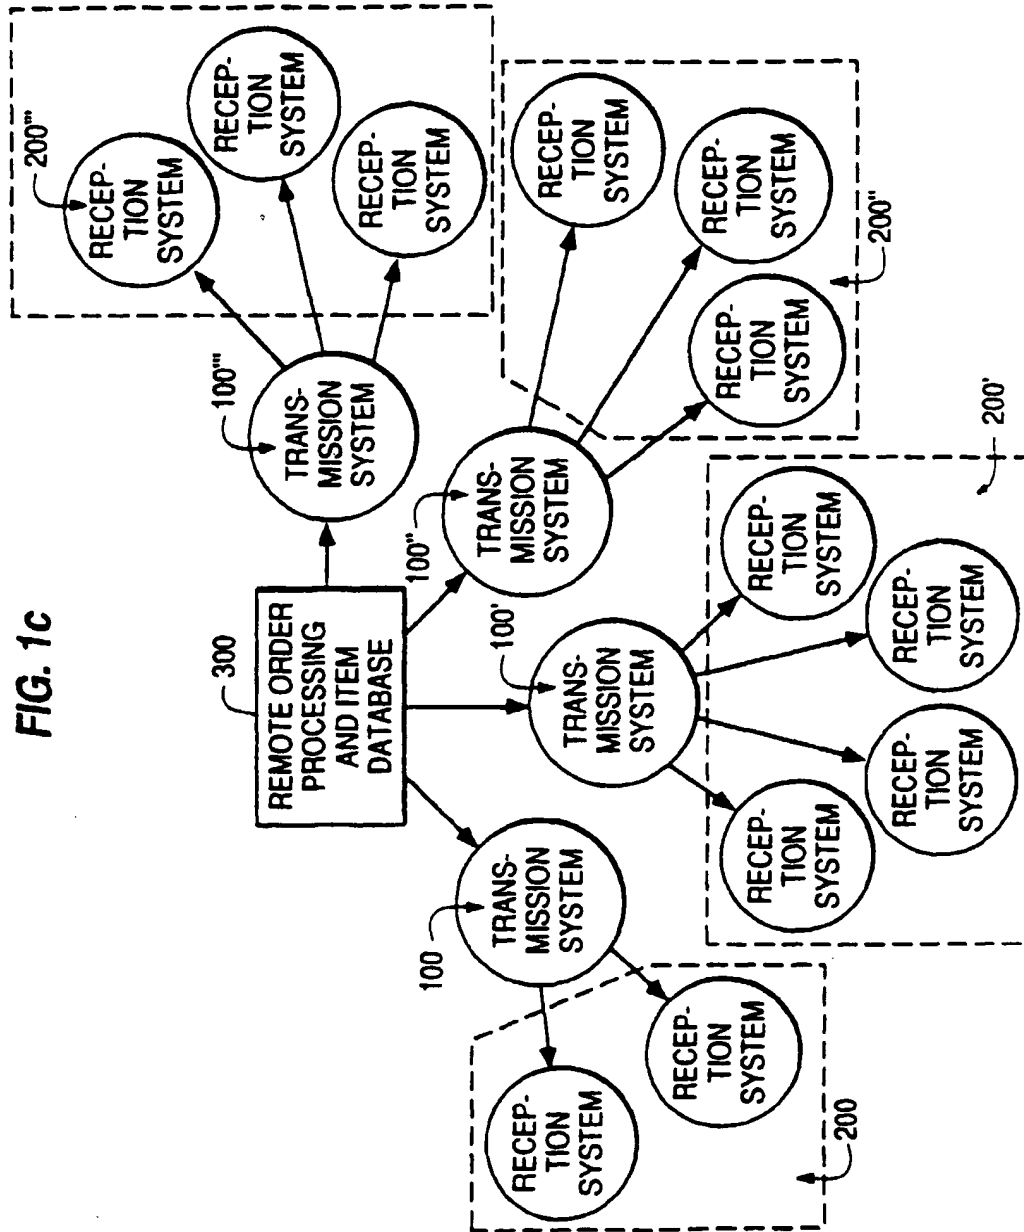 FIG. 1c
300
REMOTE ORDER
PROCESSING
AND ITEM
DATABASE
100
TRANS-
MISSION
SYSTEM
RECEP-
TION
SYSTEM
RECEP-
TION
SYSTEM
200
100'
TRANS-
MISSION
SYSTEM
RECEP-
TION
SYSTEM
RECEP-
TION
SYSTEM
RECEP-
TION
SYSTEM
RECEP-
TION
SYSTEM
200'
100''
TRANS-
MISSION
SYSTEM
RECEP-
TION
SYSTEM
RECEP-
TION
SYSTEM
RECEP-
TION
SYSTEM
200''
100'''
TRANS-
MISSION
SYSTEM
200'''
RECEP-
TION
SYSTEM
RECEP-
TION
SYSTEM
RECEP-
TION
SYSTEM